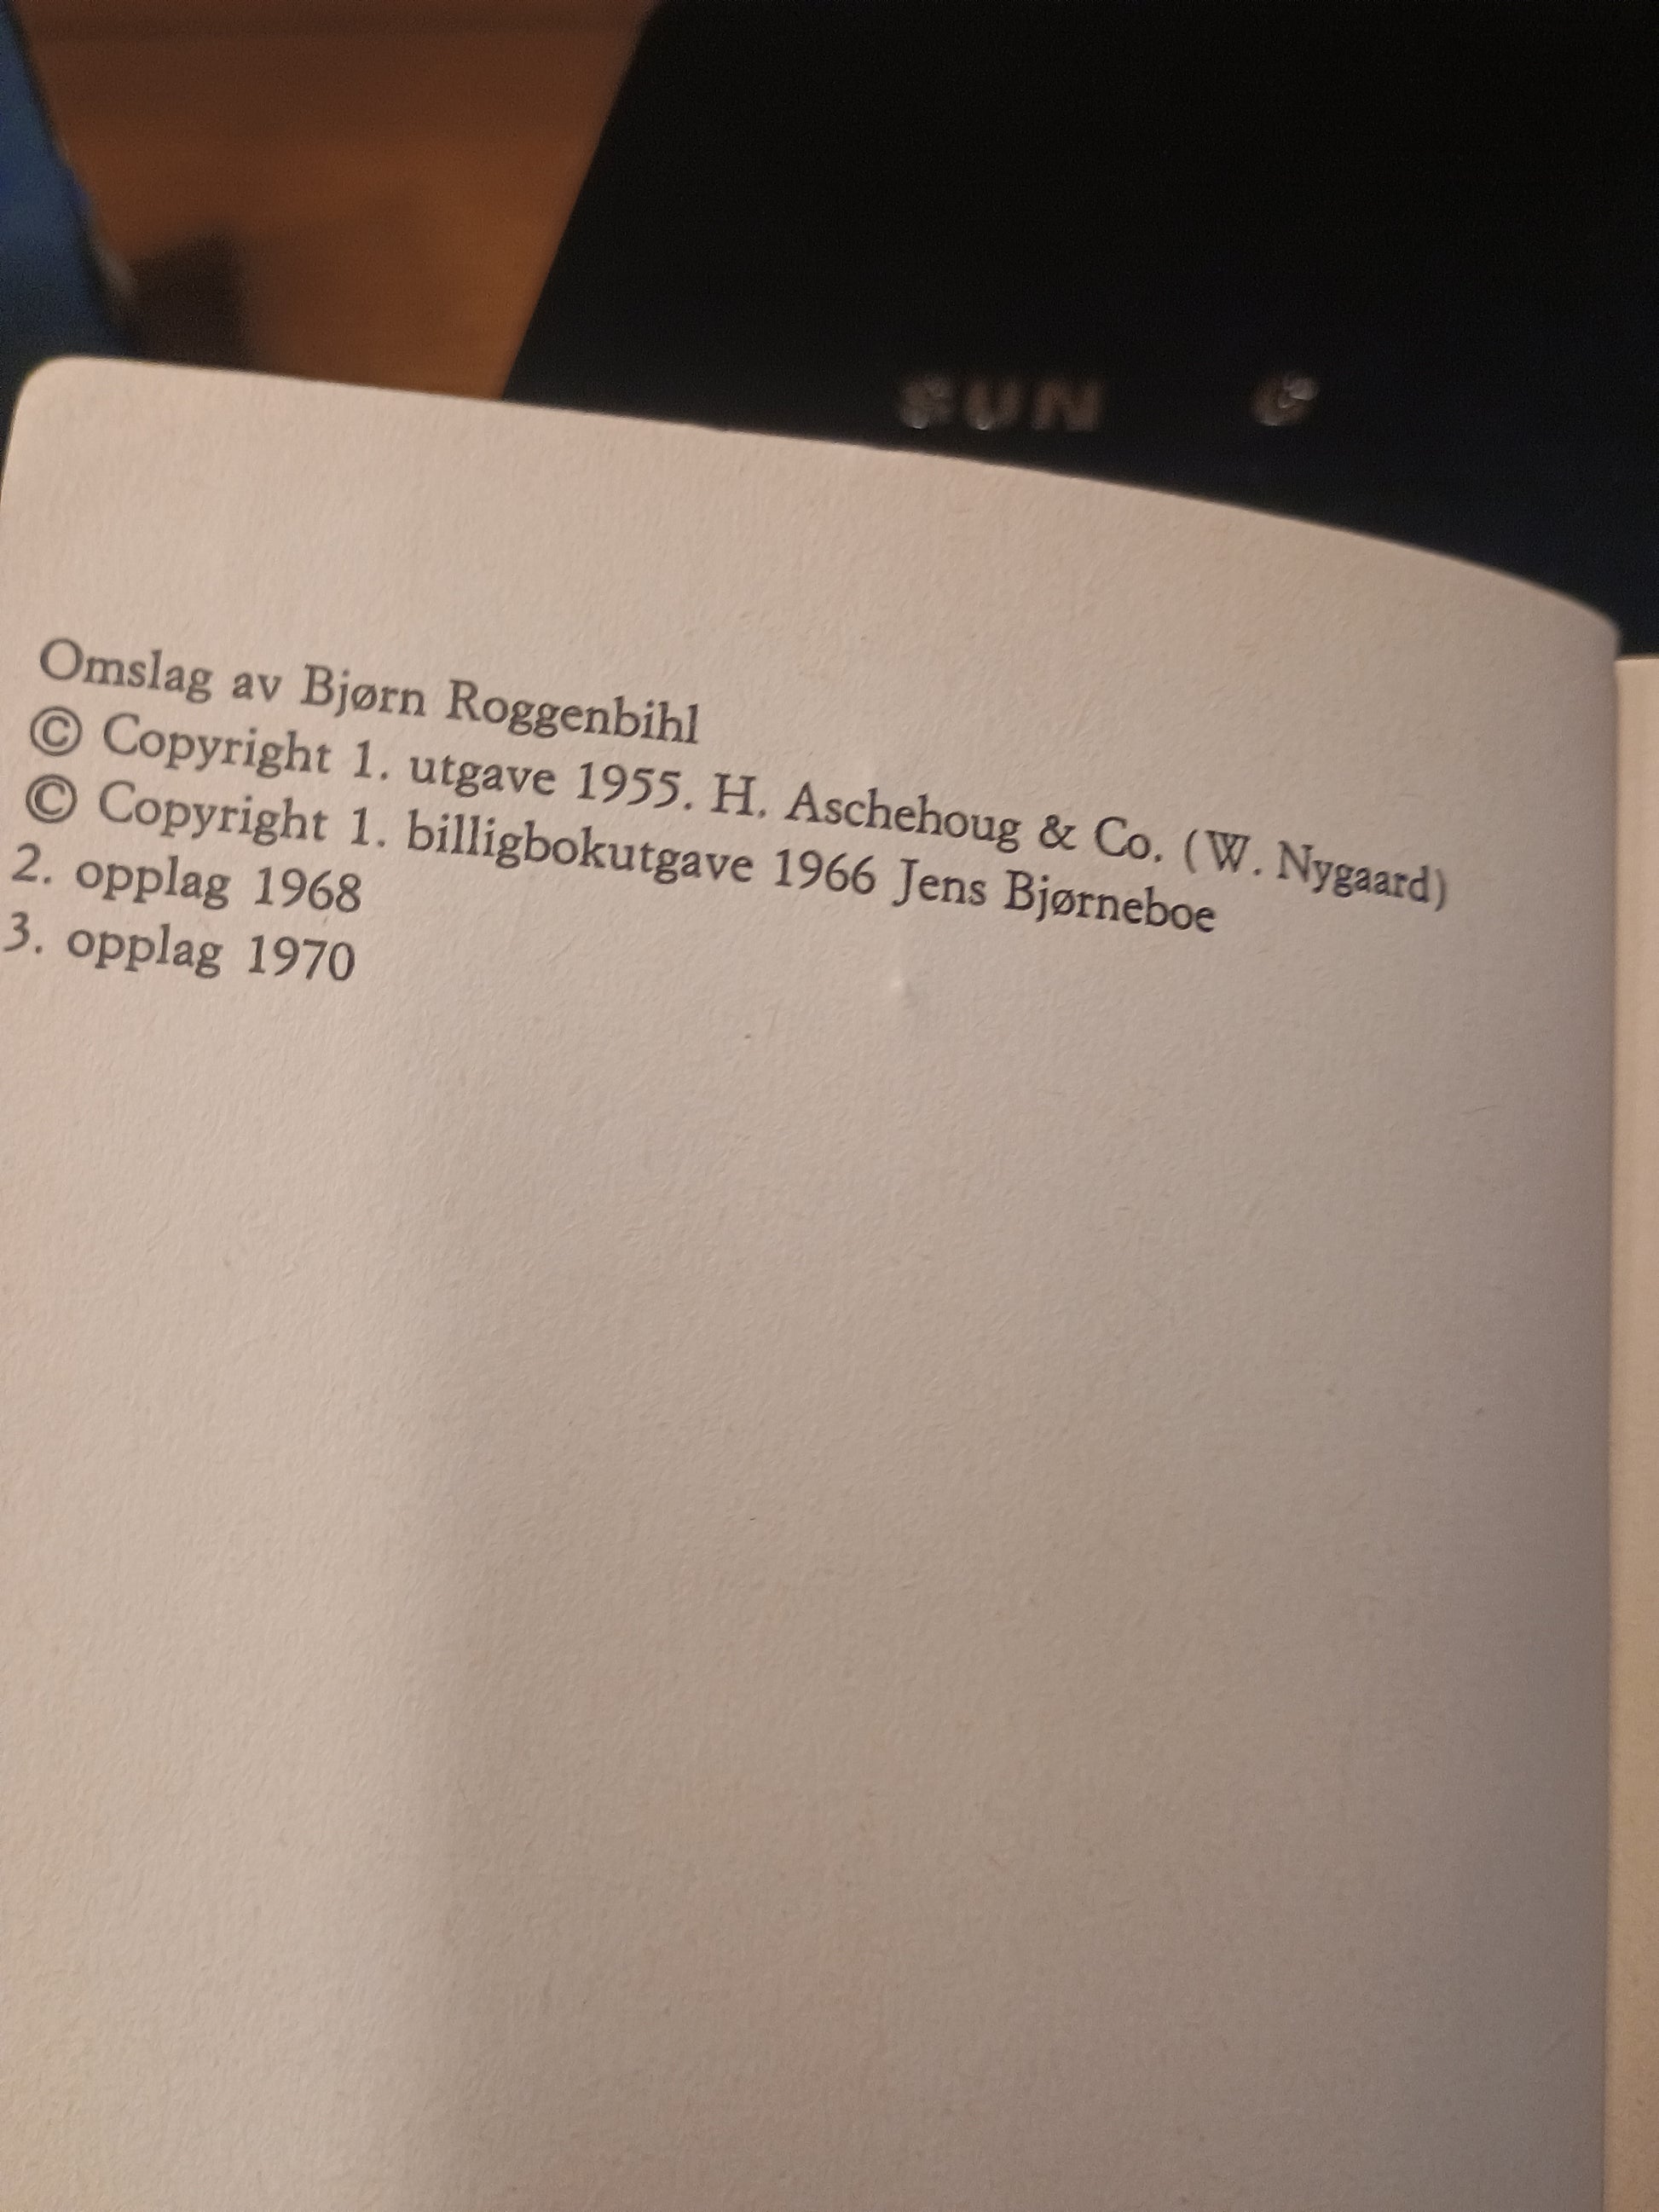 SUN
Omslag av Bjørn Roggenbihl
© Copyright 1. utgave 1955. H. Aschehoug & Co. (W. Nygaard)
© Copyright 1. billigbokutgave 1966 Jens Bjørneboe
2. opplag 1968
3. opplag 1970